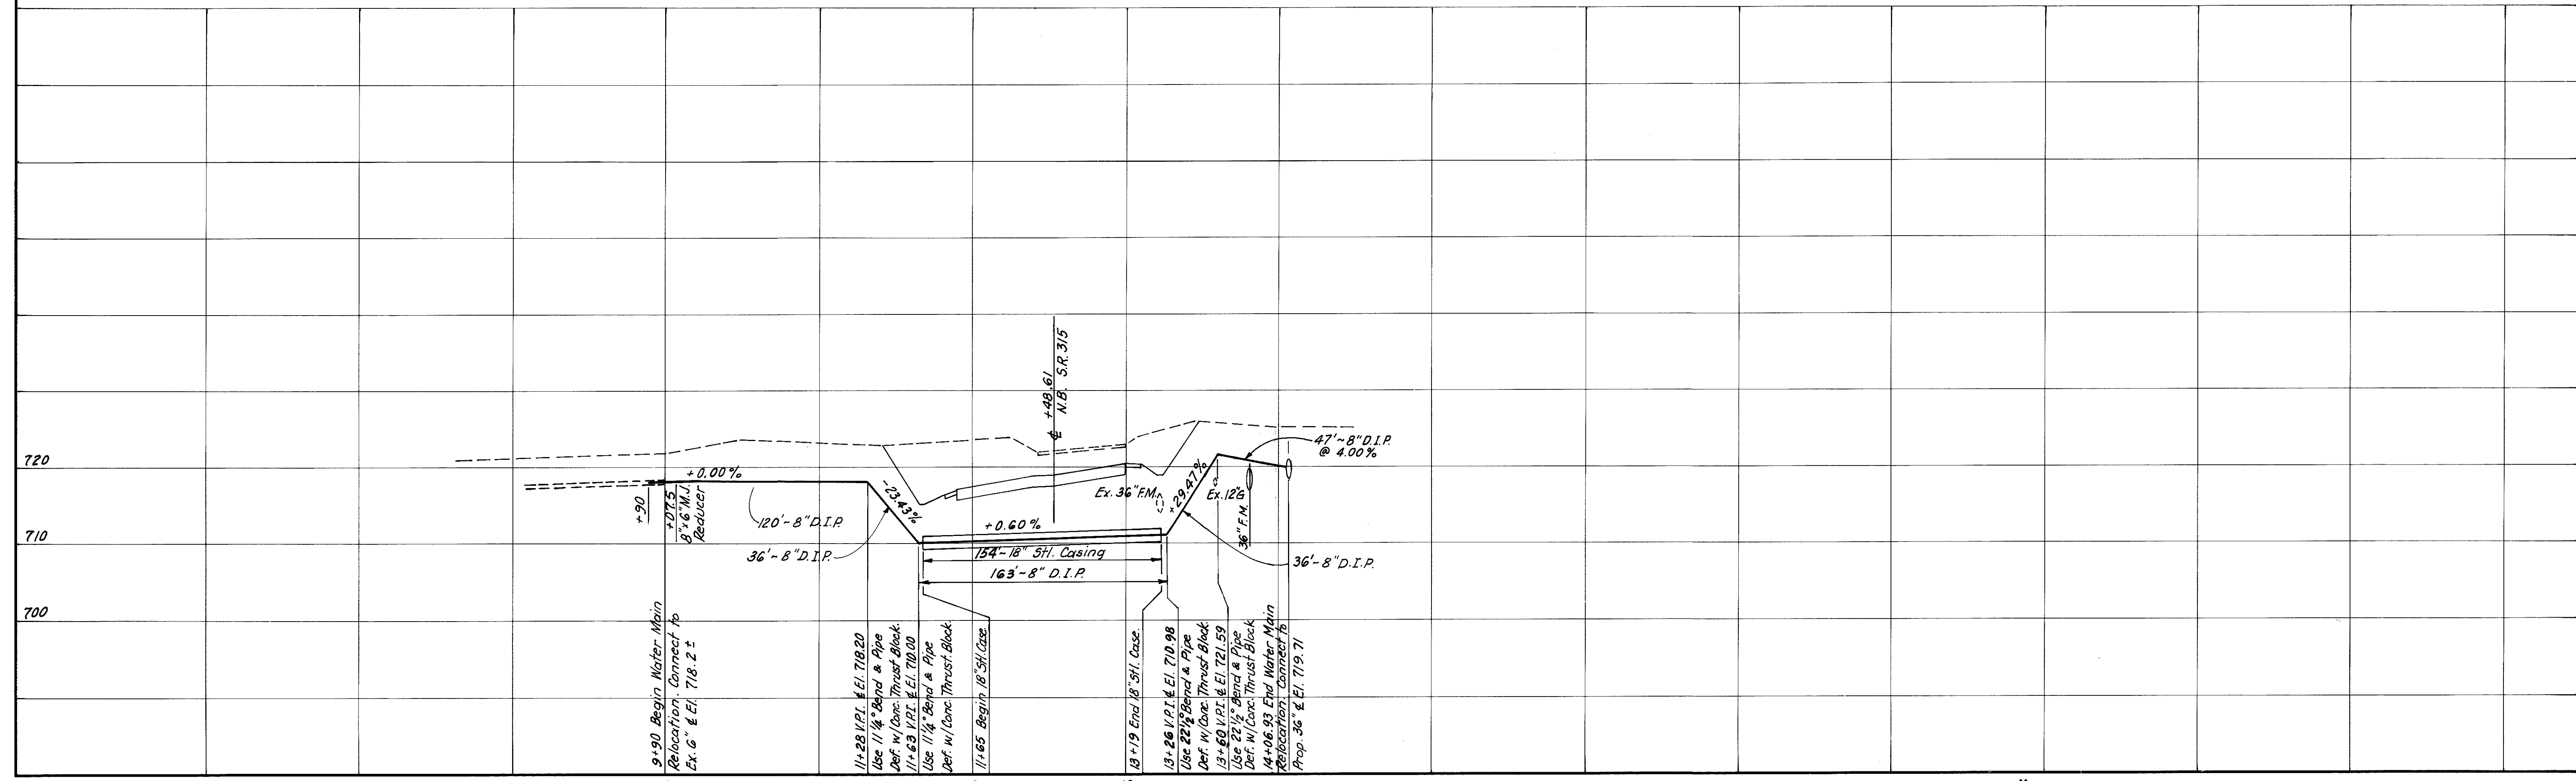 720
710
700
+0.00%
+90
+07.5
8"x6" M.J.
Reducer
120'~8" D.I.P.
36'~8" D.I.P.
-23.43%
+0.60%
154'~18" Stl. Casing
163'~8" D.I.P.
℄ +48.61
N.B. S.R. 315
Ex. 36" F.M.
+29.47%
Ex. 12" G
36" F.M.
47'~8" D.I.P.
@ 4.00%
36'~8" D.I.P.
9+90 Begin Water Main
Relocation. Connect to
Ex. 6" ℄ El. 718.2±
11+28 V.P.I. ℄ El. 718.20
Use 11¼° Bend & Pipe
Def. w/Conc. Thrust Block.
11+63 V.P.I. ℄ El. 710.00
Use 11¼° Bend & Pipe
Def. w/Conc. Thrust Block.
11+65 Begin 18" Stl. Case.
13+19 End 18" Stl. Case.
13+26 V.P.I. ℄ El. 710.98
Use 22½° Bend & Pipe
Def. w/Conc. Thrust Block.
13+60 V.P.I. ℄ El. 721.59
Use 22½° Bend & Pipe
Def. w/Conc. Thrust Block
14+06.93 End Water Main
Relocation. Connect to
Prop. 36" ℄ El. 719.71